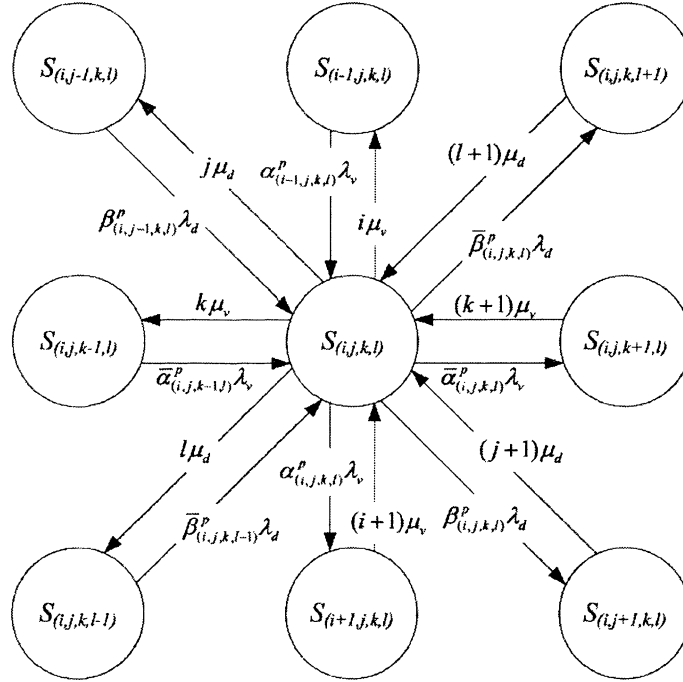 S_{(i,j-1,k,l)}
S_{(i-1,j,k,l)}
S_{(i,j,k,l+1)}
jμ_d
α^p_{(i-1,j,k,l)}λ_v
(l+1)μ_d
β^p_{(i,j-1,k,l)}λ_d
iμ_v
β̅^p_{(i,j,k,l)}λ_d
kμ_v
(k+1)μ_v
S_{(i,j,k-1,l)}
S_{(i,j,k,l)}
S_{(i,j,k+1,l)}
α̅^p_{(i,j,k-1,l)}λ_v
α̅^p_{(i,j,k,l)}λ_v
lμ_d
α^p_{(i,j,k,l)}λ_v
(j+1)μ_d
β̅^p_{(i,j,k,l-1)}λ_d
(i+1)μ_v
β^p_{(i,j,k,l)}λ_d
S_{(i,j,k,l-1)}
S_{(i+1,j,k,l)}
S_{(i,j+1,k,l)}